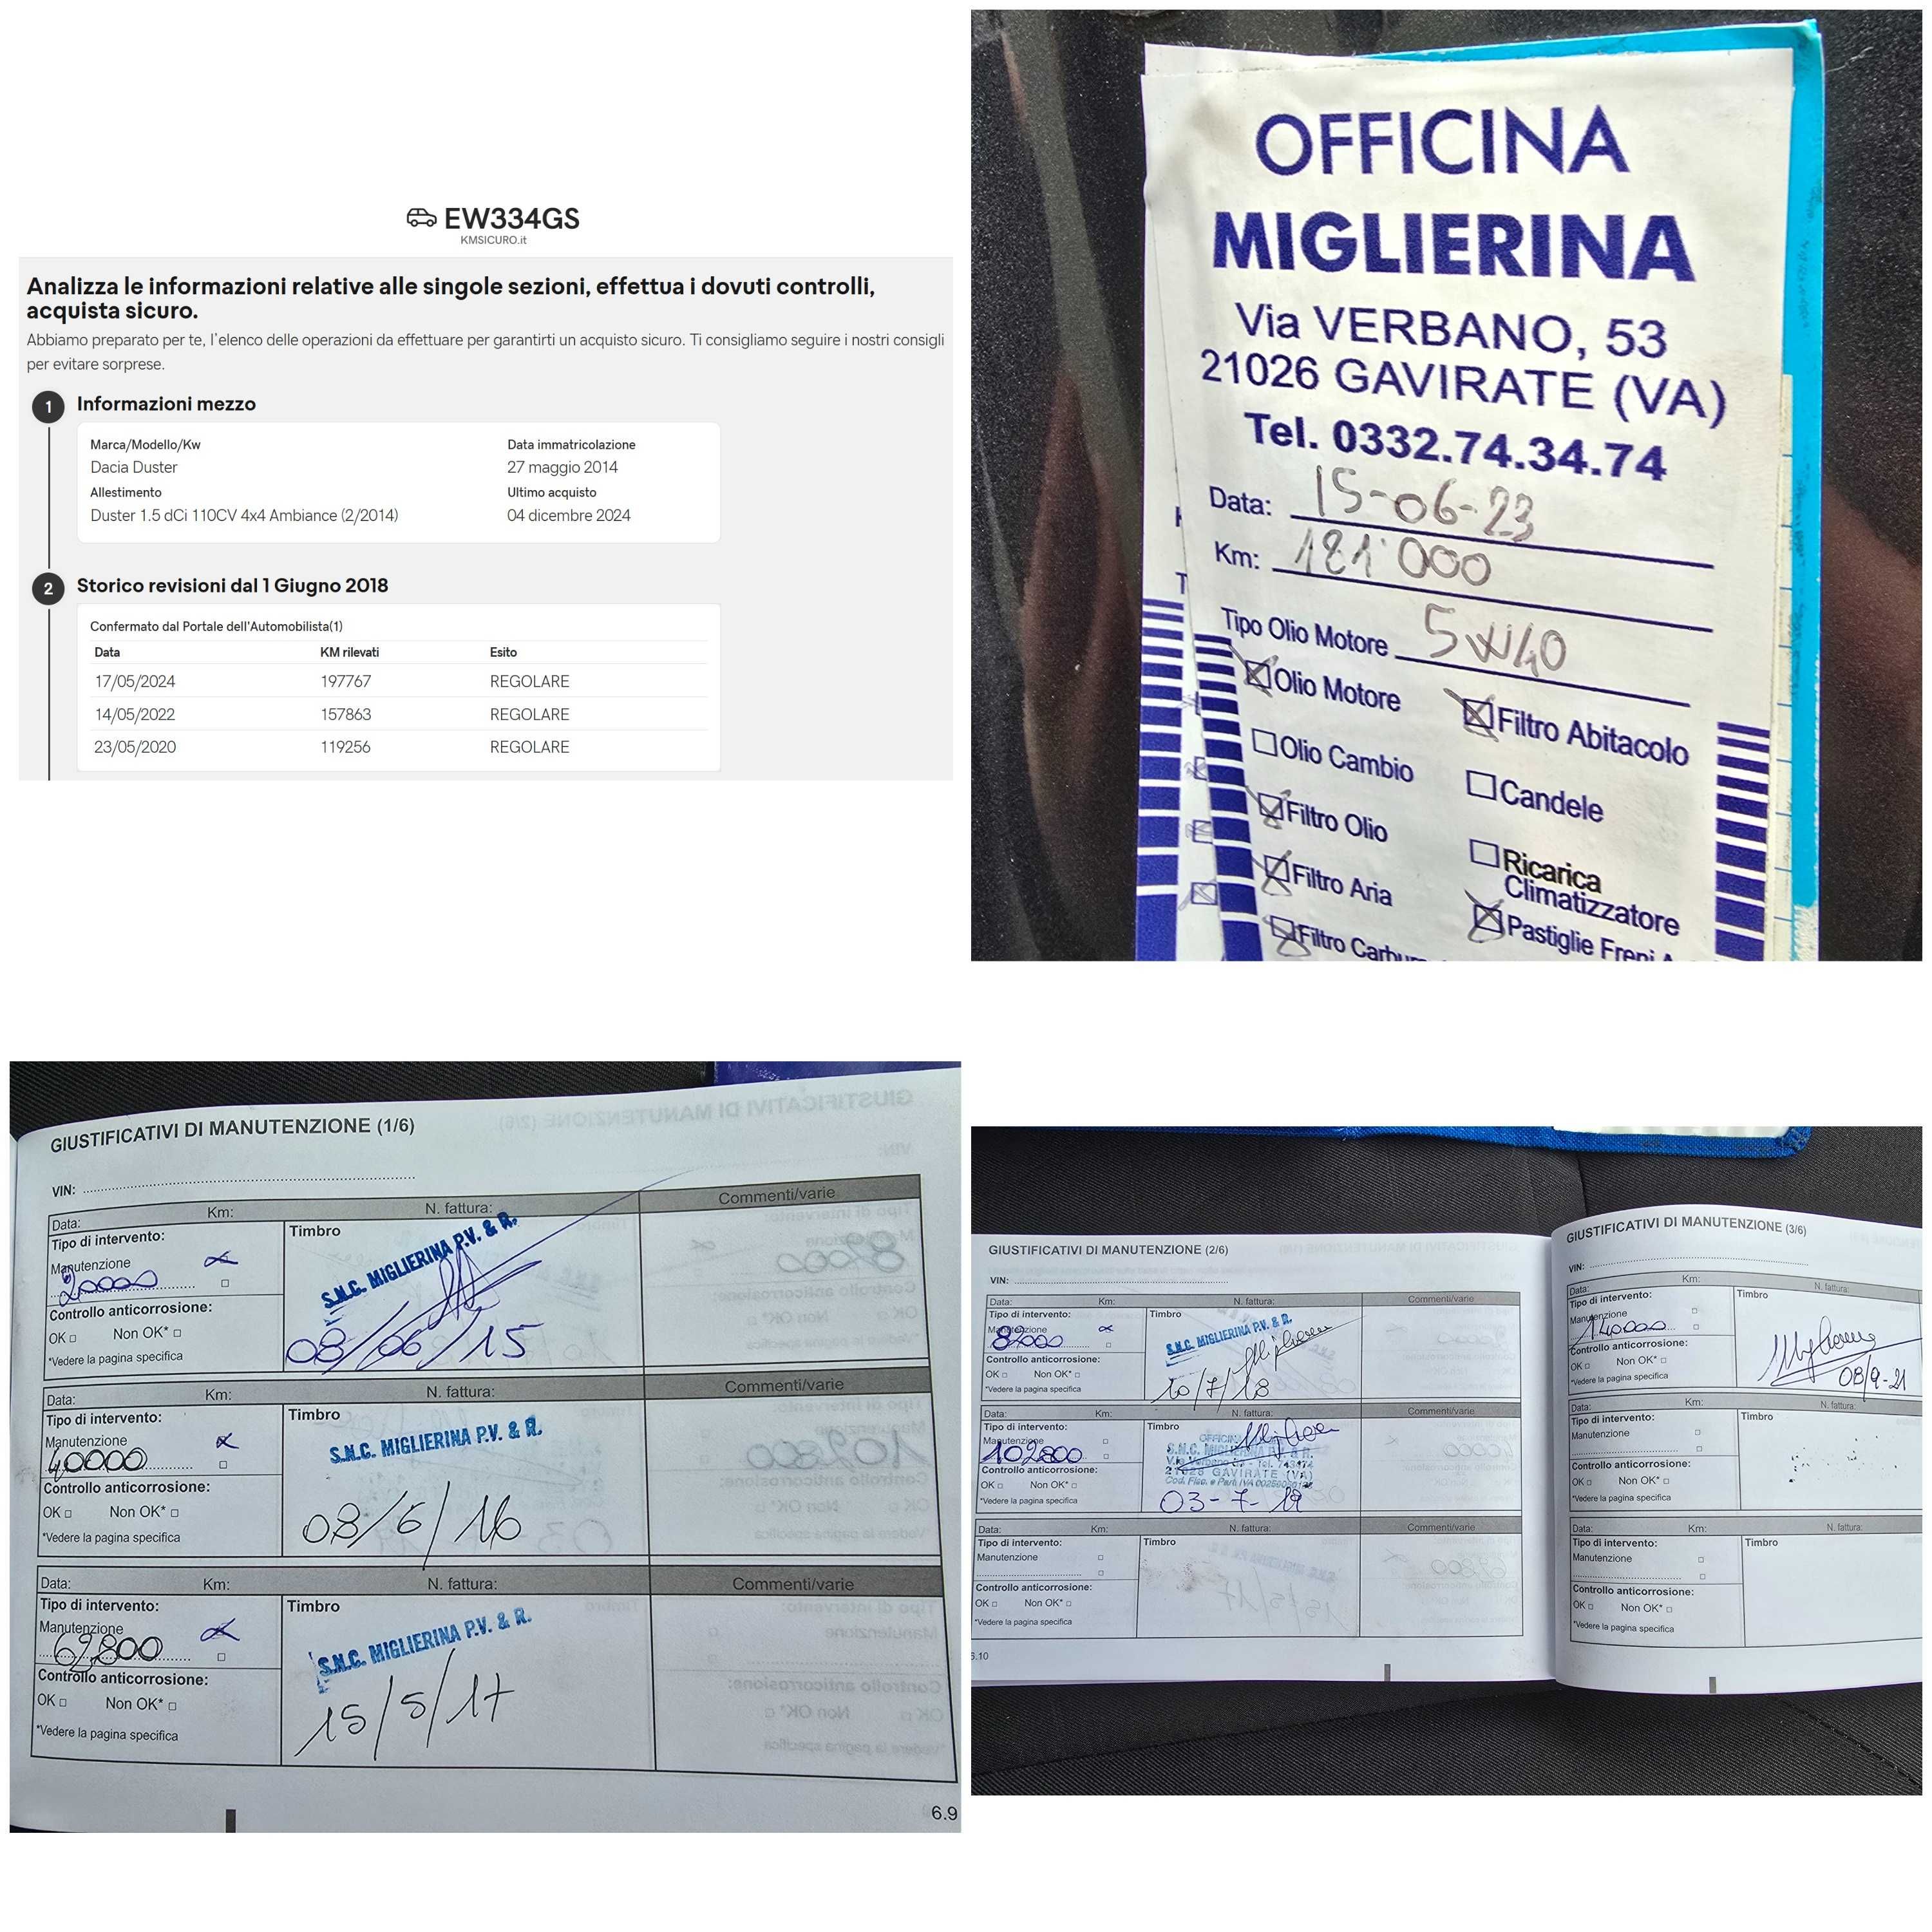 EW334GS
KMSICURO.it
Analizza le informazioni relative alle singole sezioni, effettua i dovuti controlli,
acquista sicuro.
Abbiamo preparato per te, l'elenco delle operazioni da effettuare per garantirti un acquisto sicuro. Ti consigliamo seguire i nostri consigli
per evitare sorprese.
1 Informazioni mezzo
Marca/Modello/Kw Data immatricolazione
Dacia Duster 27 maggio 2014
Allestimento Ultimo acquisto
Duster 1.5 dCi 110CV 4x4 Ambiance (2/2014) 04 dicembre 2024
2 Storico revisioni dal 1 Giugno 2018
Confermato dal Portale dell'Automobilista(1)
Data KM rilevati Esito
17/05/2024 197767 REGOLARE
14/05/2022 157863 REGOLARE
23/05/2020 119256 REGOLARE
OFFICINA
MIGLIERINA
Via VERBANO, 53
21026 GAVIRATE (VA)
Tel. 0332.74.34.74
Data: 15-06-23
Km: 181'000
Tipo Olio Motore 5W40
Olio Motore Filtro Abitacolo
Olio Cambio Candele
Filtro Olio Ricarica
Climatizzatore
Filtro Aria Pastiglie Freni A
Filtro Carbu
GIUSTIFICATIVI DI MANUTENZIONE (1/6)
VIN:
Data: Km: N. fattura: Commenti/varie
Tipo di intervento: Timbro
Manutenzione
20000
S.N.C. MIGLIERINA P.V. & R.
08/06/15
Controllo anticorrosione:
OK Non OK*
*Vedere la pagina specifica
Data: Km: N. fattura: Commenti/varie
Tipo di intervento: Timbro
Manutenzione
40000
S.N.C. MIGLIERINA P.V. & R.
08/6/16
Controllo anticorrosione:
OK Non OK*
*Vedere la pagina specifica
Data: Km: N. fattura: Commenti/varie
Tipo di intervento: Timbro
Manutenzione
62800
S.N.C. MIGLIERINA P.V. & R.
15/5/17
Controllo anticorrosione:
OK Non OK*
*Vedere la pagina specifica
6.9
GIUSTIFICATIVI DI MANUTENZIONE (2/6)
VIN:
Data: Km: N. fattura: Commenti/varie
Tipo di intervento: Timbro
Manutenzione
S.N.C. MIGLIERINA P.V. & R.
10/7/18
Controllo anticorrosione:
OK Non OK*
*Vedere la pagina specifica
Data: Km: N. fattura: Commenti/varie
Tipo di intervento: Timbro
Manutenzione
102800
OFFICINA
S.N.C. MIGLIERINA P.V. & R.
21026 GAVIRATE (VA)
03-7-19
Controllo anticorrosione:
OK Non OK*
*Vedere la pagina specifica
Data: Km: N. fattura: Commenti/varie
Tipo di intervento: Timbro
Manutenzione
Controllo anticorrosione:
OK Non OK*
*Vedere la pagina specifica
6.10
GIUSTIFICATIVI DI MANUTENZIONE (3/6)
VIN:
Data: Km: N. fattura:
Tipo di intervento: Timbro
Manutenzione
140000
08/9-21
Controllo anticorrosione:
OK Non OK*
*Vedere la pagina specifica
Data: Km: N. fattura:
Tipo di intervento: Timbro
Manutenzione
Controllo anticorrosione:
OK Non OK*
*Vedere la pagina specifica
Data: Km: N. fattura:
Tipo di intervento: Timbro
Manutenzione
Controllo anticorrosione:
OK Non OK*
*Vedere la pagina specifica